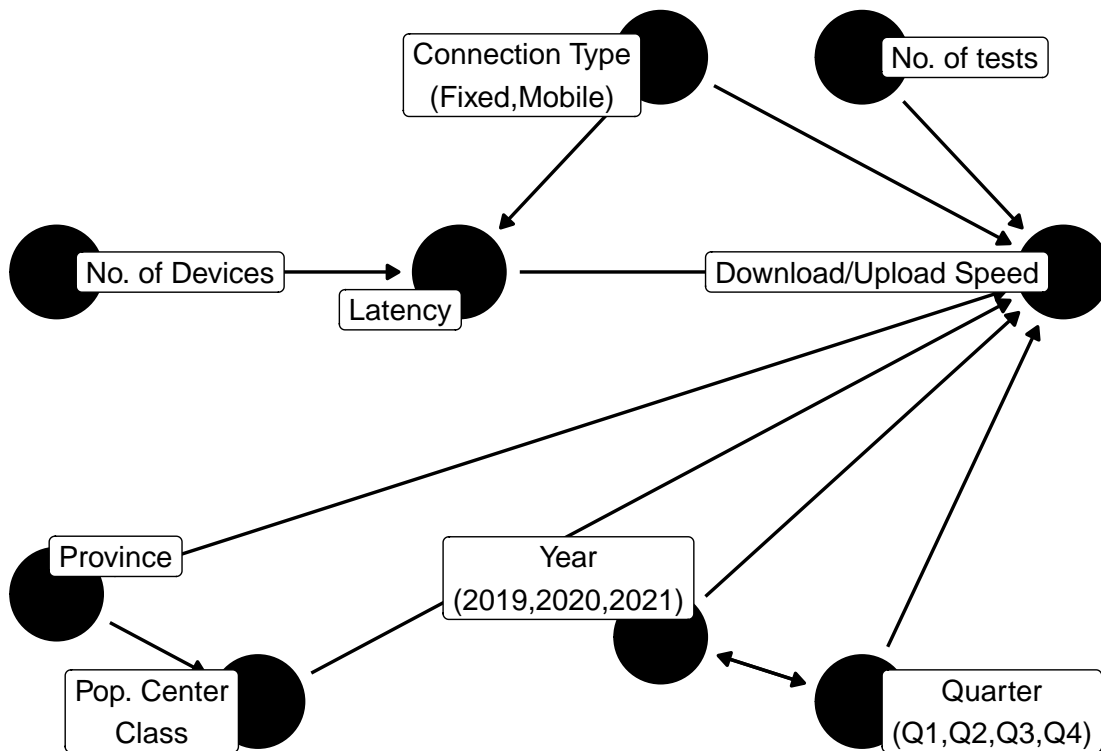 Connection Type
(Fixed,Mobile)
No. of tests
No. of Devices
Latency
Download/Upload Speed
Province
Year
(2019,2020,2021)
Pop. Center
Class
Quarter
(Q1,Q2,Q3,Q4)